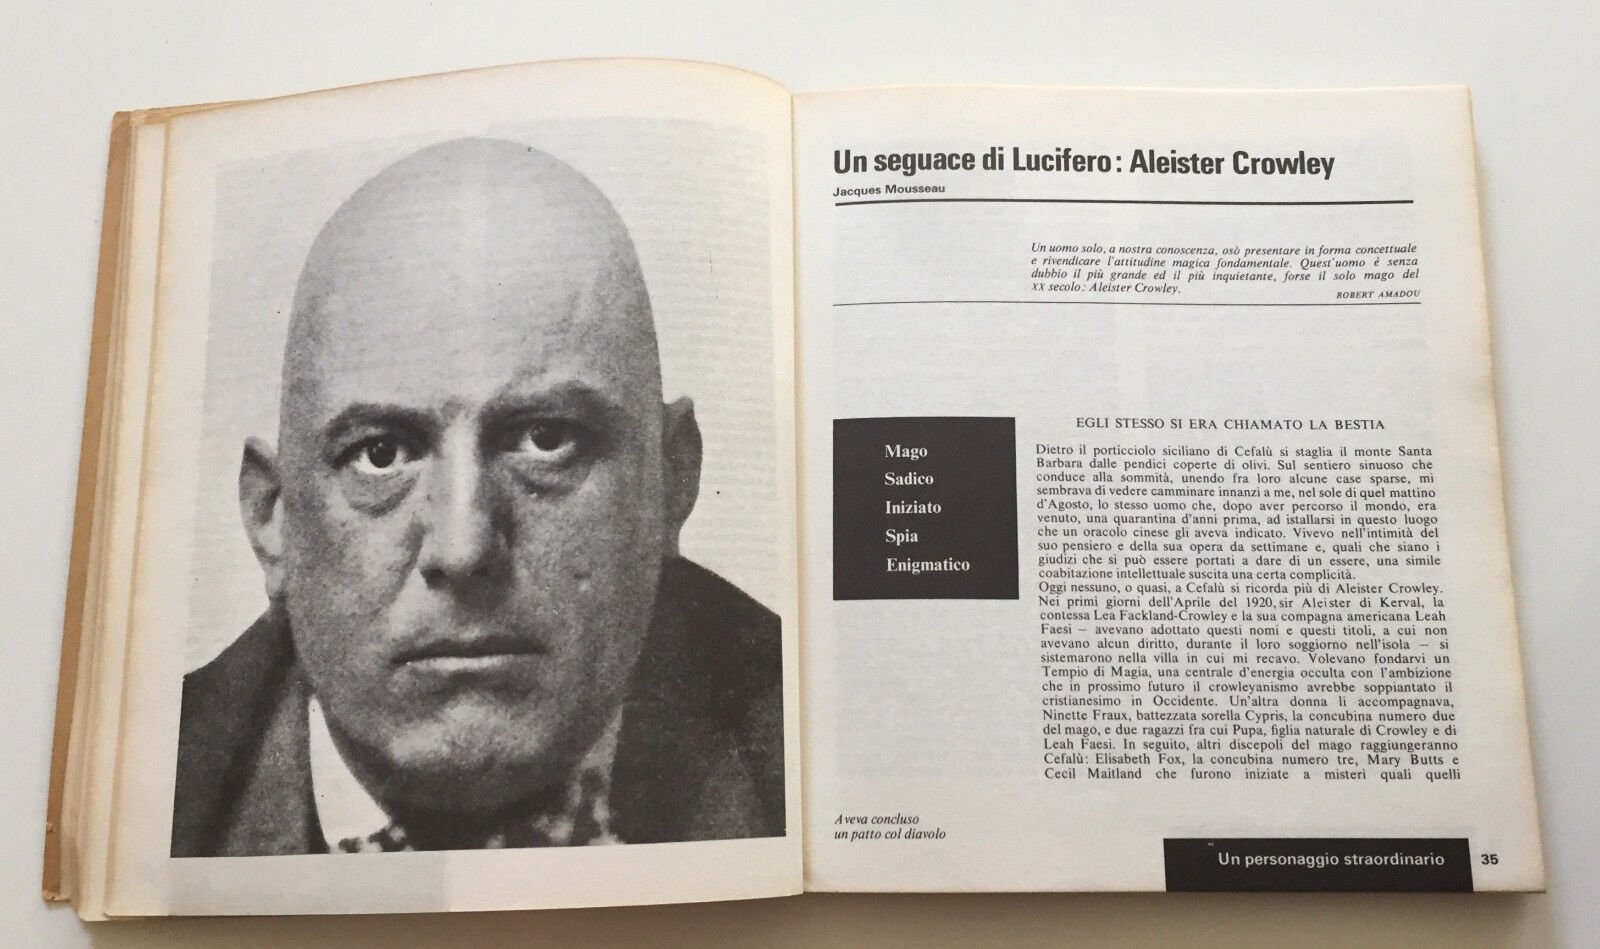 Un seguace di Lucifero: Aleister Crowley
Jacques Mousseau
Un uomo solo, a nostra conoscenza, osò presentare in forma concettuale
e rivendicare l'attitudine magica fondamentale. Quest'uomo è senza
dubbio il più grande ed il più inquietante, forse il solo mago del
XX secolo: Aleister Crowley.
ROBERT AMADOU
Mago
Sadico
Iniziato
Spia
Enigmatico
EGLI STESSO SI ERA CHIAMATO LA BESTIA
Dietro il porticciolo siciliano di Cefalù si staglia il monte Santa
Barbara dalle pendici coperte di olivi. Sul sentiero sinuoso che
conduce alla sommità, unendo fra loro alcune case sparse, mi
sembrava di vedere camminare innanzi a me, nel sole di quel mattino
d'Agosto, lo stesso uomo che, dopo aver percorso il mondo, era
venuto, una quarantina d'anni prima, ad istallarsi in questo luogo
che un oracolo cinese gli aveva indicato. Vivevo nell'intimità del
suo pensiero e della sua opera da settimane e, quali che siano i
giudizi che si può essere portati a dare di un essere, una simile
coabitazione intellettuale suscita una certa complicità.
Oggi nessuno, o quasi, a Cefalù si ricorda più di Aleister Crowley.
Nei primi giorni dell'Aprile del 1920, sir Aleister di Kerval, la
contessa Lea Fackland-Crowley e la sua compagna americana Leah
Faesi — avevano adottato questi nomi e questi titoli, a cui non
avevano alcun diritto, durante il loro soggiorno nell'isola — si
sistemarono nella villa in cui mi recavo. Volevano fondarvi un
Tempio di Magia, una centrale d'energia occulta con l'ambizione
che in prossimo futuro il crowleyanismo avrebbe soppiantato il
cristianesimo in Occidente. Un'altra donna li accompagnava,
Ninette Fraux, battezzata sorella Cypris, la concubina numero due
del mago, e due ragazzi fra cui Pupa, figlia naturale di Crowley e di
Leah Faesi. In seguito, altri discepoli del mago raggiungeranno
Cefalù: Elisabeth Fox, la concubina numero tre, Mary Butts e
Cecil Maitland che furono iniziate a misteri quali quelli
Aveva concluso
un patto col diavolo
Un personaggio straordinario 35